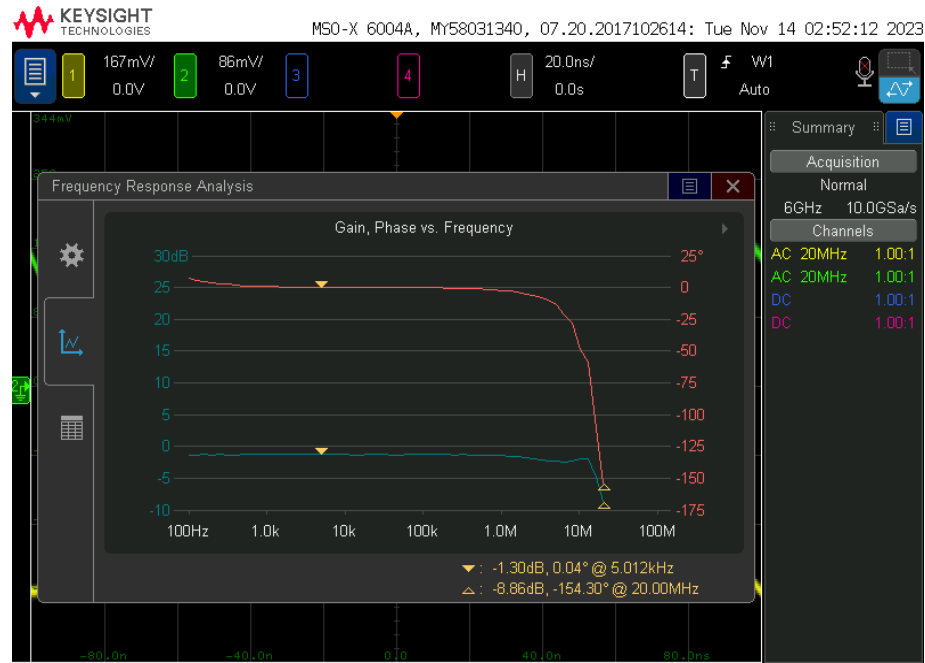 KEYSIGHT
TECHNOLOGIES
MSO-X 6004A, MY58031340, 07.20.2017102614: Tue Nov 14 02:52:12 2023
1 167mV/ 2 86mV/ 3 4 H 20.0ns/ T W1
0.0V 0.0V 0.0s Auto
344mV
Summary
Acquisition
Normal
6GHz 10.0GSa/s
Channels
AC 20MHz 1.00:1
AC 20MHz 1.00:1
DC 1.00:1
DC 1.00:1
Frequency Response Analysis
Gain, Phase vs. Frequency
30dB 25°
25 0
20 -25
15 -50
10 -75
5 -100
0 -125
-5 -150
-10 -175
100Hz 1.0k 10k 100k 1.0M 10M 100M
-1.30dB, 0.04° @ 5.012kHz
-8.86dB, -154.30° @ 20.00MHz
2
-80.0n -40.0n 0.0 40.0n 80.0ns